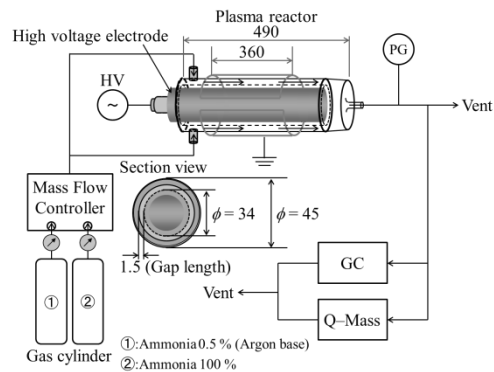 Plasma reactor
490
High voltage electrode
360
PG
HV
~
Vent
Section view
Mass Flow
Controller
ϕ = 34
ϕ = 45
1.5 (Gap length)
GC
Vent
① ②
Q–Mass
Gas cylinder
①:Ammonia 0.5 % (Argon base)
②:Ammonia 100 %